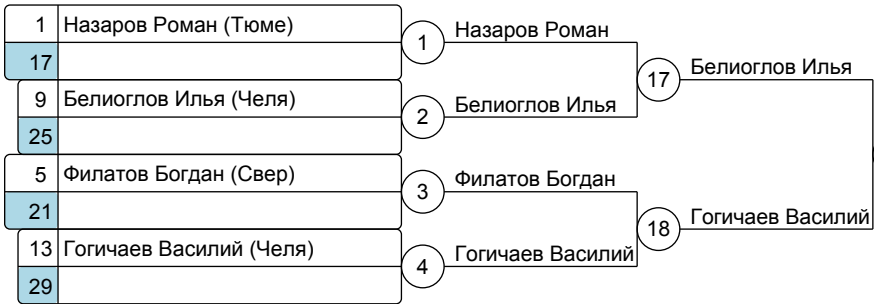 1 Назаров Роман (Тюме)
17
1
Назаров Роман
9 Белиоглов Илья (Челя)
25
2
Белиоглов Илья
17
Белиоглов Илья
5 Филатов Богдан (Свер)
21
3
Филатов Богдан
13 Гогичаев Василий (Челя)
29
4
Гогичаев Василий
18
Гогичаев Василий